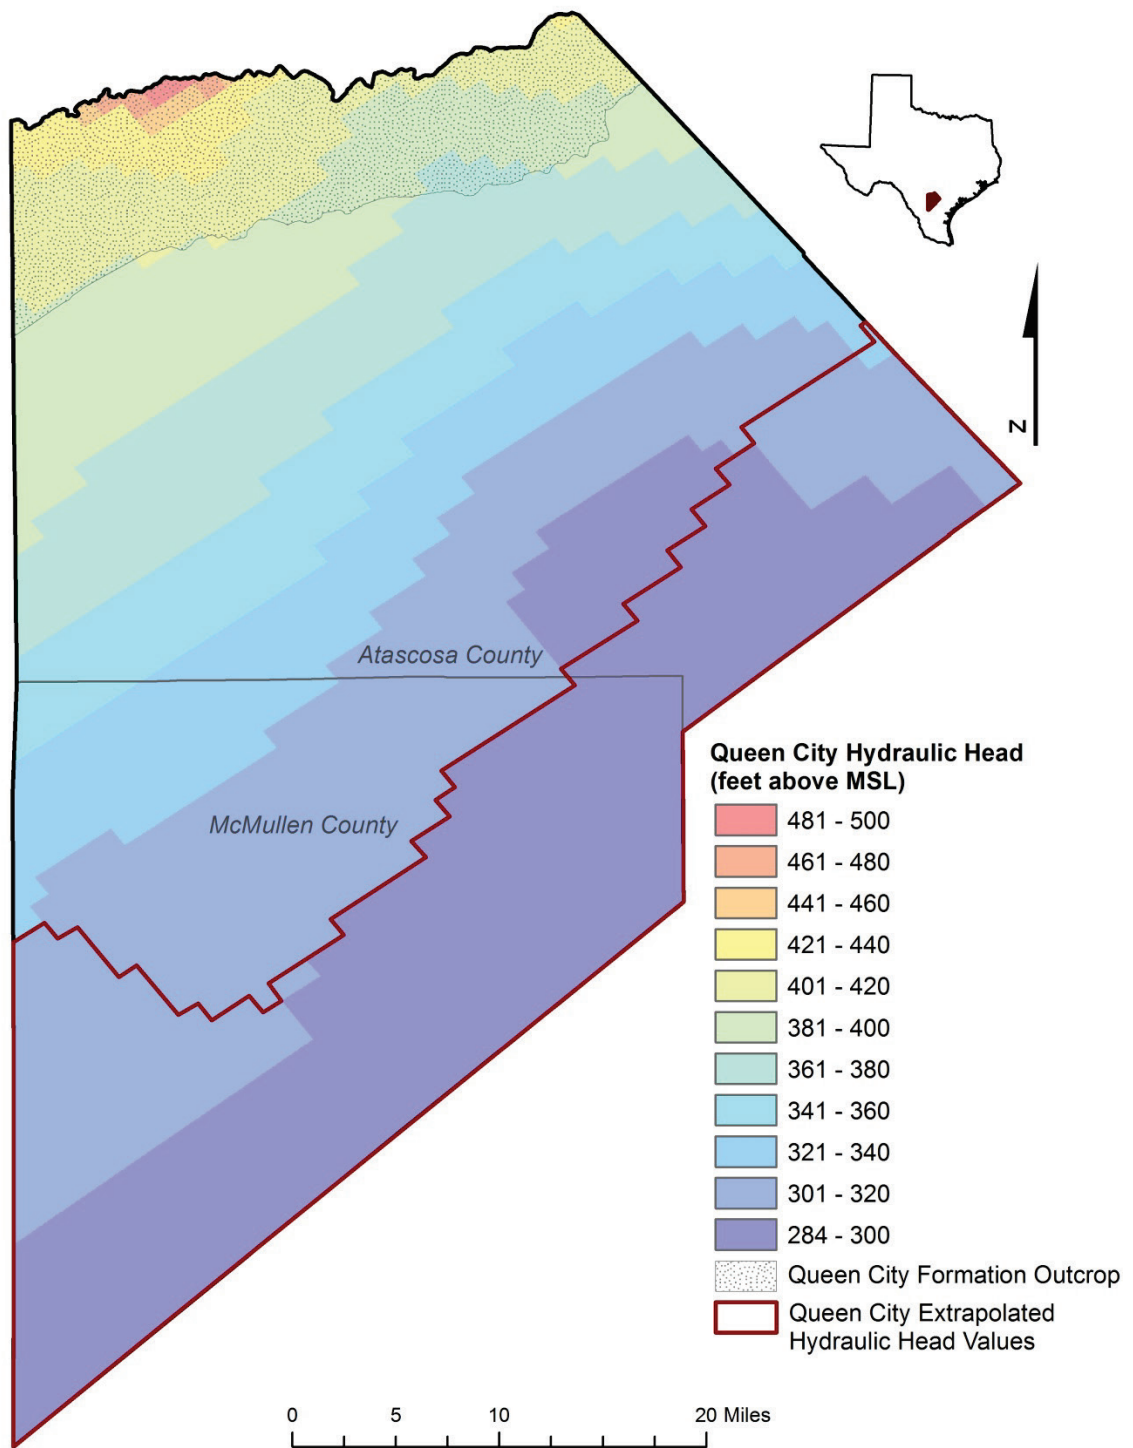 N
Atascosa County
McMullen County
Queen City Hydraulic Head
(feet above MSL)
481 - 500
461 - 480
441 - 460
421 - 440
401 - 420
381 - 400
361 - 380
341 - 360
321 - 340
301 - 320
284 - 300
Queen City Formation Outcrop
Queen City Extrapolated
Hydraulic Head Values
0 5 10 20 Miles